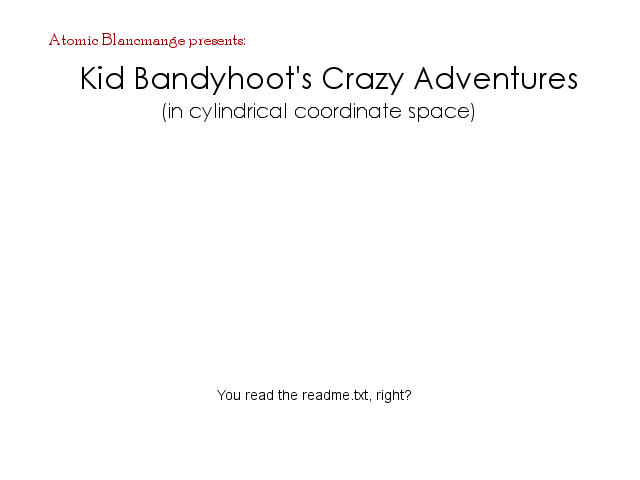 Atomic Blancmange presents:
Kid Bandyhoot's Crazy Adventures
(in cylindrical coordinate space)
You read the readme.txt, right?